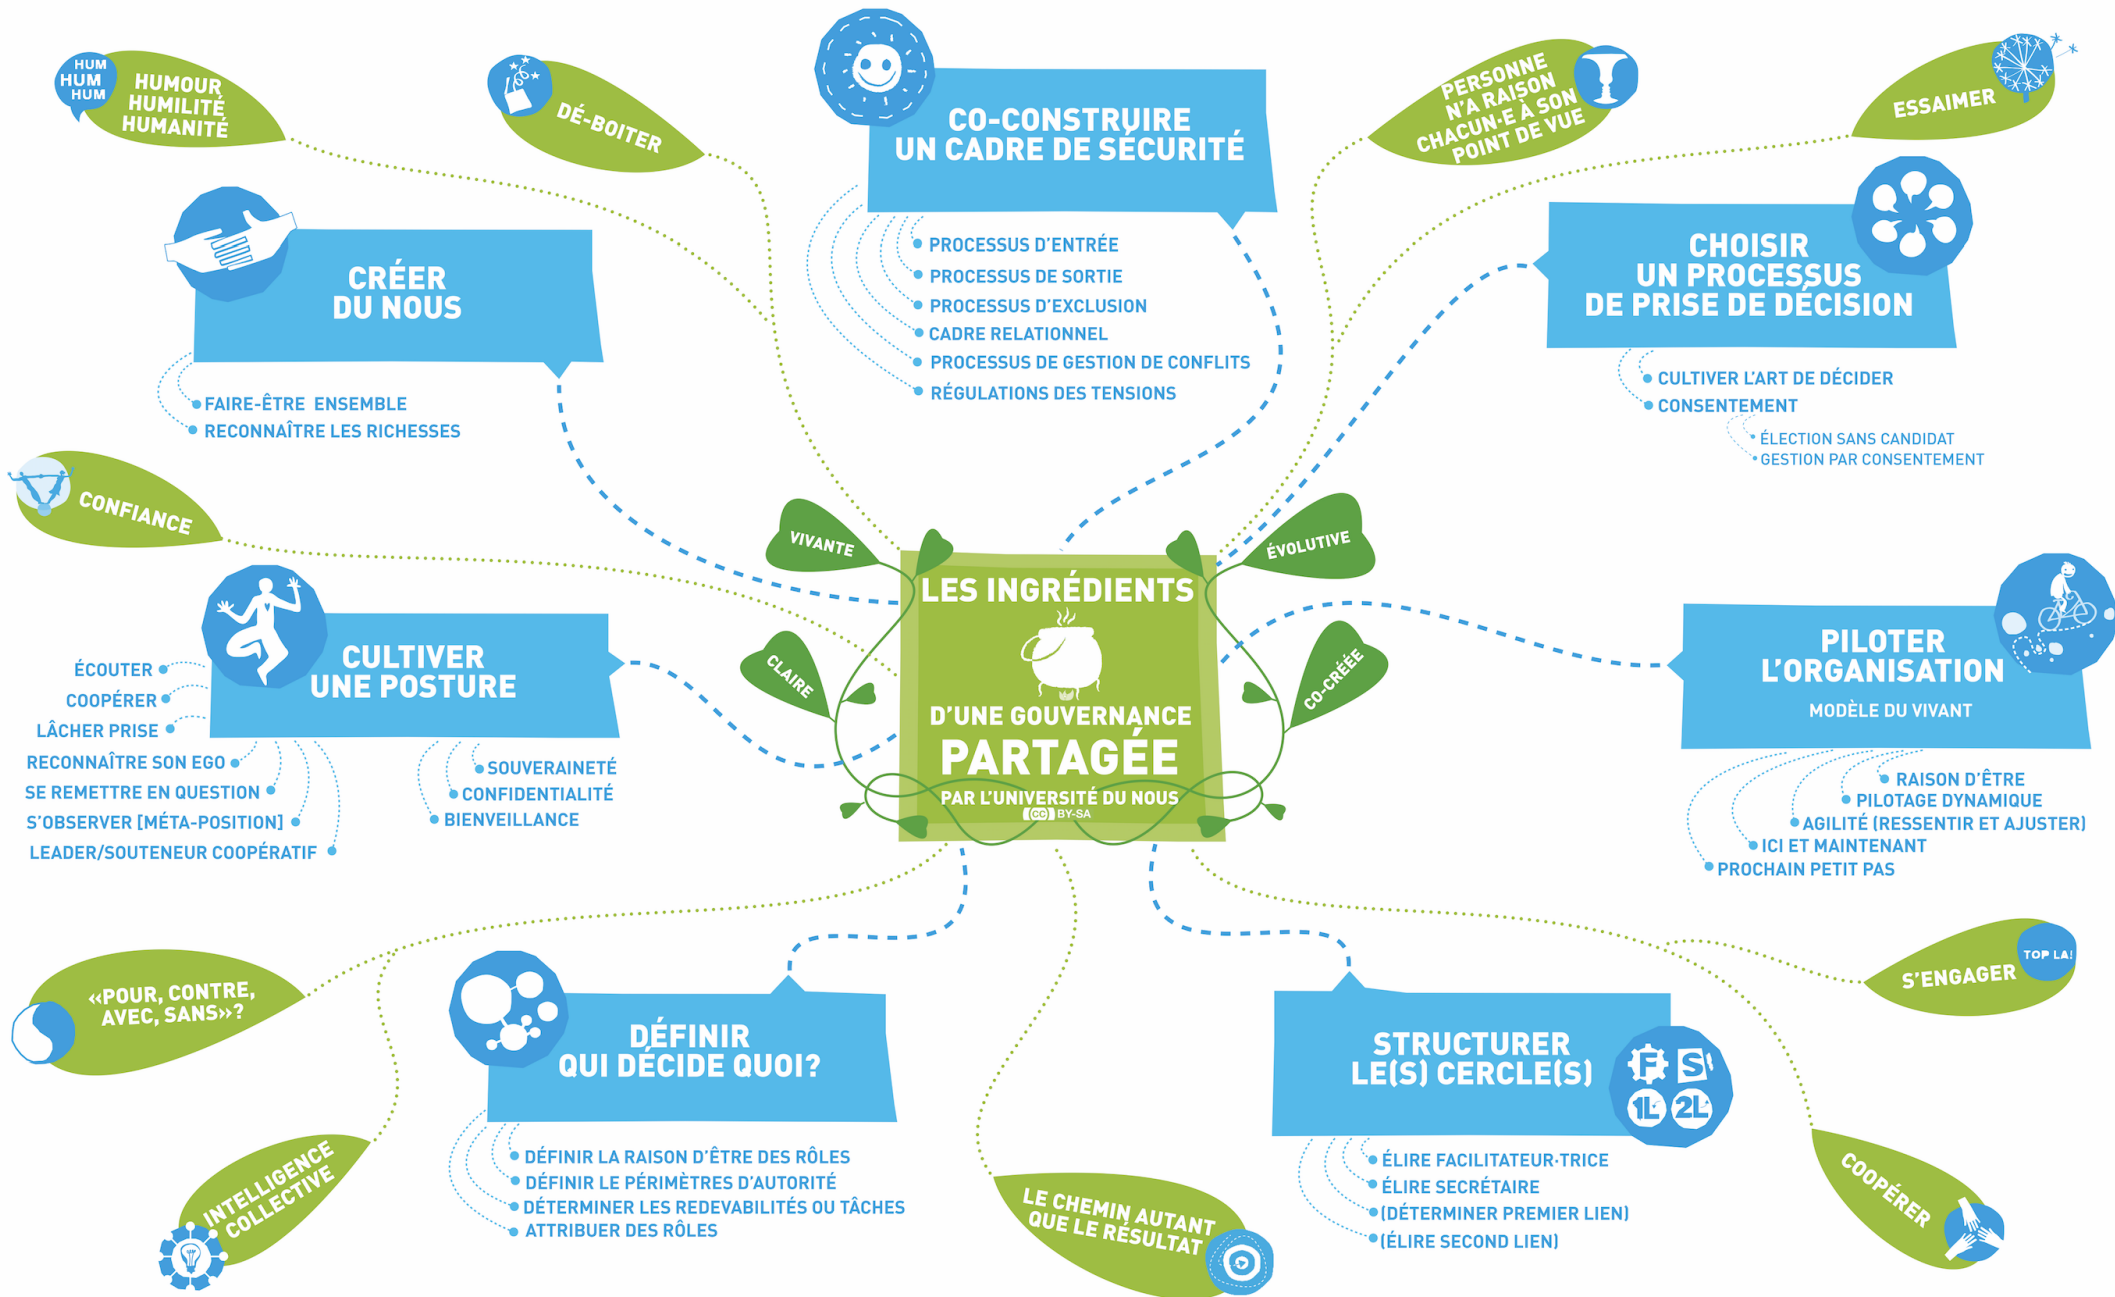 HUM
HUM
HUM
HUMOUR
HUMILITÉ
HUMANITÉ
DÉ-BOITER
CO-CONSTRUIRE
UN CADRE DE SÉCURITÉ
PROCESSUS D'ENTRÉE
PROCESSUS DE SORTIE
PROCESSUS D'EXCLUSION
CADRE RELATIONNEL
PROCESSUS DE GESTION DE CONFLITS
RÉGULATIONS DES TENSIONS
PERSONNE
N'A RAISON
CHACUN·E À SON
POINT DE VUE
ESSAIMER
CRÉER
DU NOUS
FAIRE-ÊTRE ENSEMBLE
RECONNAÎTRE LES RICHESSES
CHOISIR
UN PROCESSUS
DE PRISE DE DÉCISION
CULTIVER L'ART DE DÉCIDER
CONSENTEMENT
ÉLECTION SANS CANDIDAT
GESTION PAR CONSENTEMENT
CONFIANCE
VIVANTE
ÉVOLUTIVE
CLAIRE
CO-CRÉÉE
LES INGRÉDIENTS
D'UNE GOUVERNANCE
PARTAGÉE
PAR L'UNIVERSITÉ DU NOUS
(CC) BY-SA
CULTIVER
UNE POSTURE
ÉCOUTER
COOPÉRER
LÂCHER PRISE
RECONNAÎTRE SON EGO
SE REMETTRE EN QUESTION
S'OBSERVER [MÉTA-POSITION]
LEADER/SOUTENEUR COOPÉRATIF
SOUVERAINETÉ
CONFIDENTIALITÉ
BIENVEILLANCE
PILOTER
L'ORGANISATION
MODÈLE DU VIVANT
RAISON D'ÊTRE
PILOTAGE DYNAMIQUE
AGILITÉ (RESSENTIR ET AJUSTER)
ICI ET MAINTENANT
PROCHAIN PETIT PAS
«POUR, CONTRE,
AVEC, SANS»?
INTELLIGENCE
COLLECTIVE
DÉFINIR
QUI DÉCIDE QUOI?
DÉFINIR LA RAISON D'ÊTRE DES RÔLES
DÉFINIR LE PÉRIMÈTRES D'AUTORITÉ
DÉTERMINER LES REDEVABILITÉS OU TÂCHES
ATTRIBUER DES RÔLES
LE CHEMIN AUTANT
QUE LE RÉSULTAT
STRUCTURER
LE(S) CERCLE(S)
F S
1L 2L
ÉLIRE FACILITATEUR·TRICE
ÉLIRE SECRÉTAIRE
(DÉTERMINER PREMIER LIEN)
(ÉLIRE SECOND LIEN)
S'ENGAGER
TOP LA!
COOPÉRER